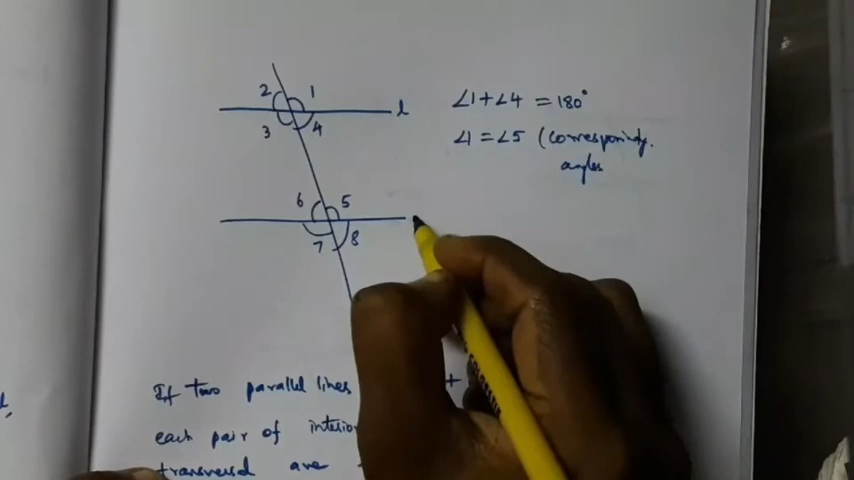 2 1
l
3 4
∠1+∠4 = 180°
∠1 = ∠5 (corresponding
angles
6 5
7 8
If two parallel lines
each pair of interior
transversal are